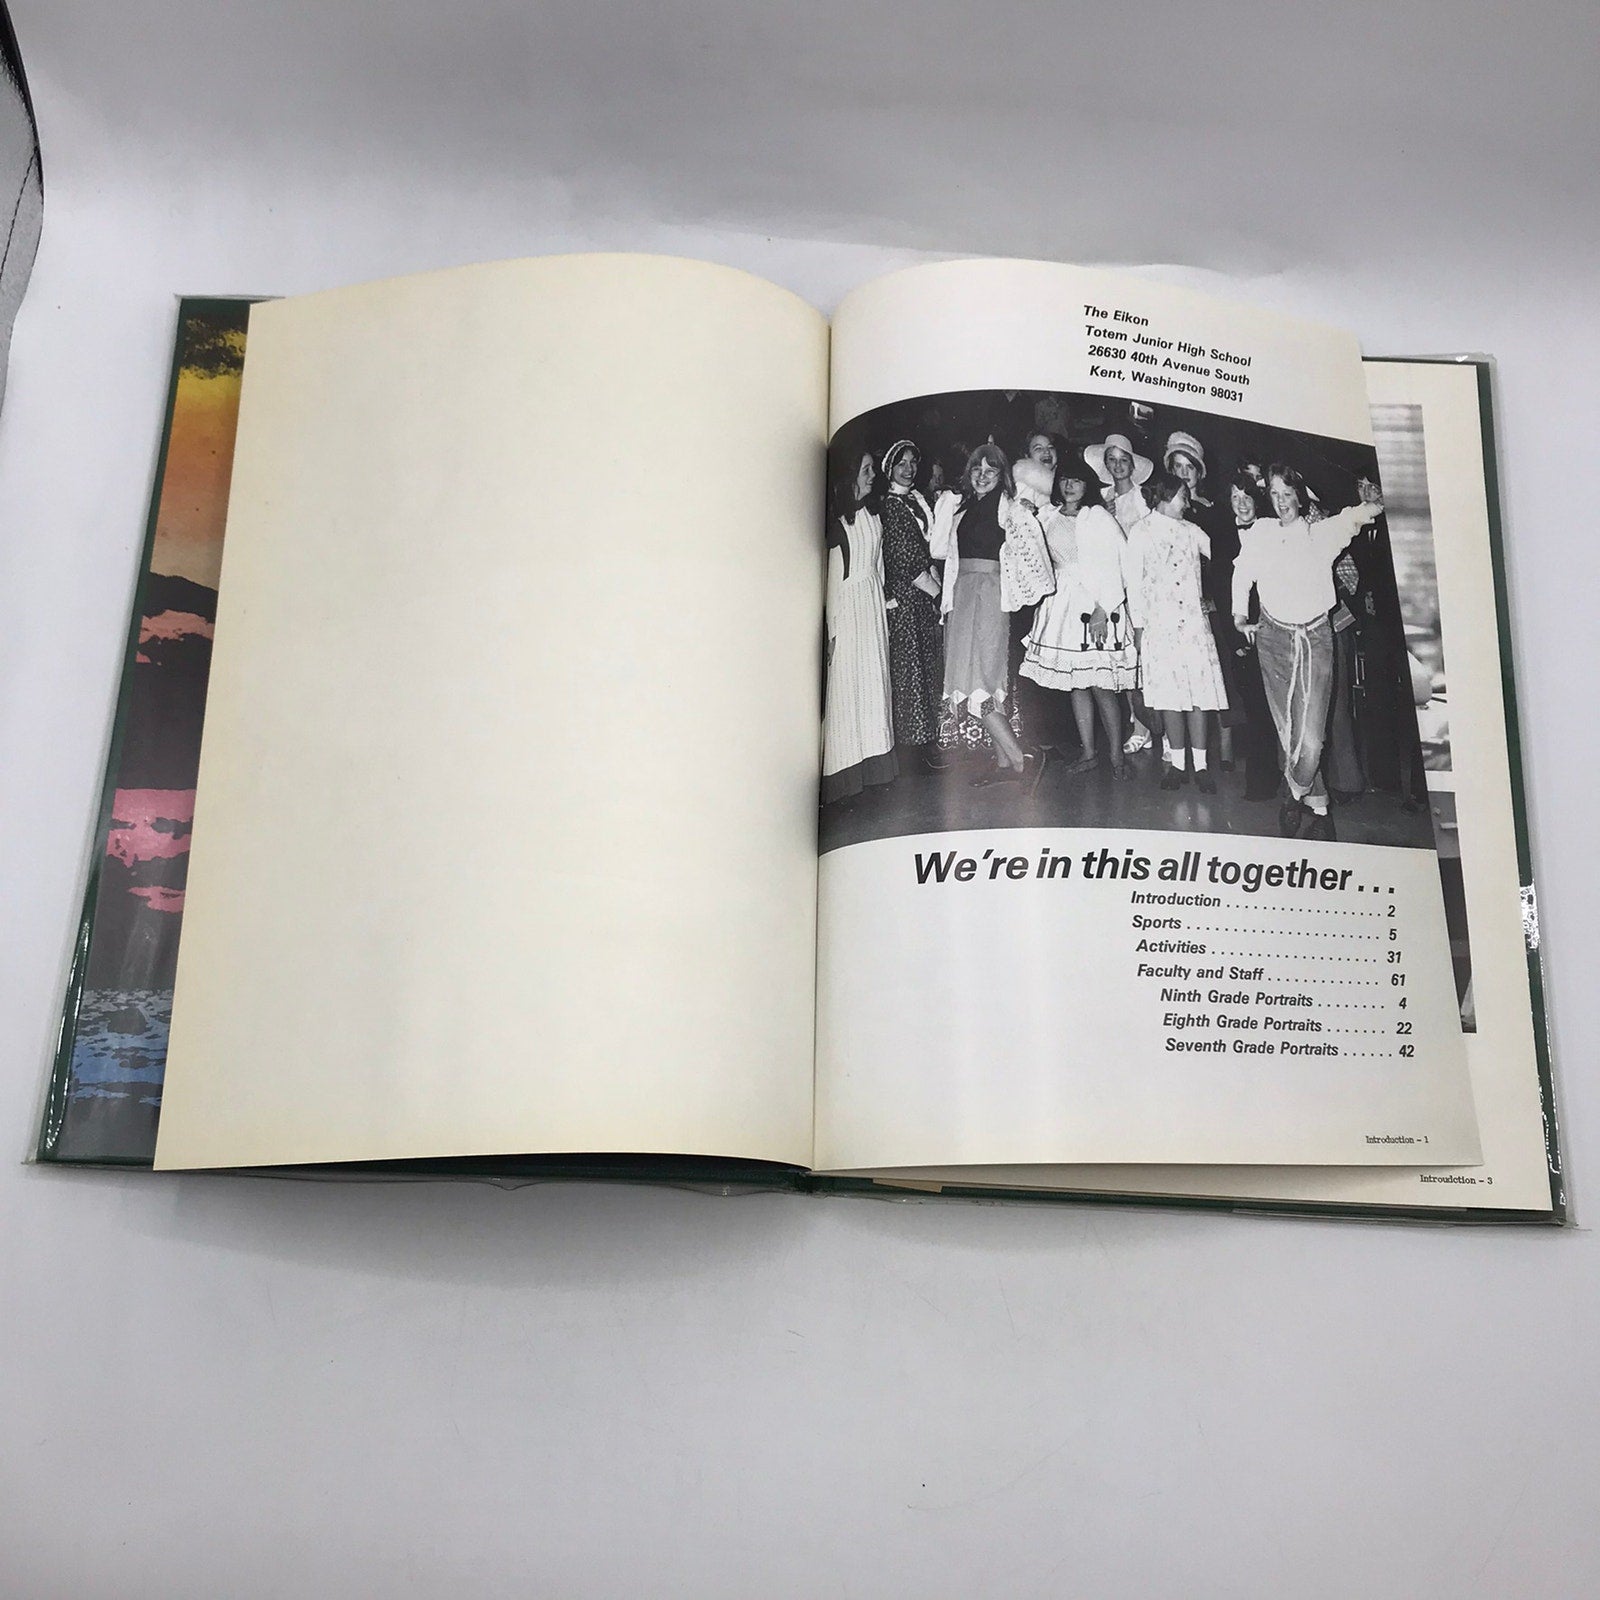 The Eikon
Totem Junior High School
26630 40th Avenue South
Kent, Washington 98031
We're in this all together...
Introduction .................. 2
Sports ....................... 5
Activities .................... 31
Faculty and Staff ............. 61
Ninth Grade Portraits ........ 4
Eighth Grade Portraits ....... 22
Seventh Grade Portraits ...... 42
Introduction – 1
Introudction – 3